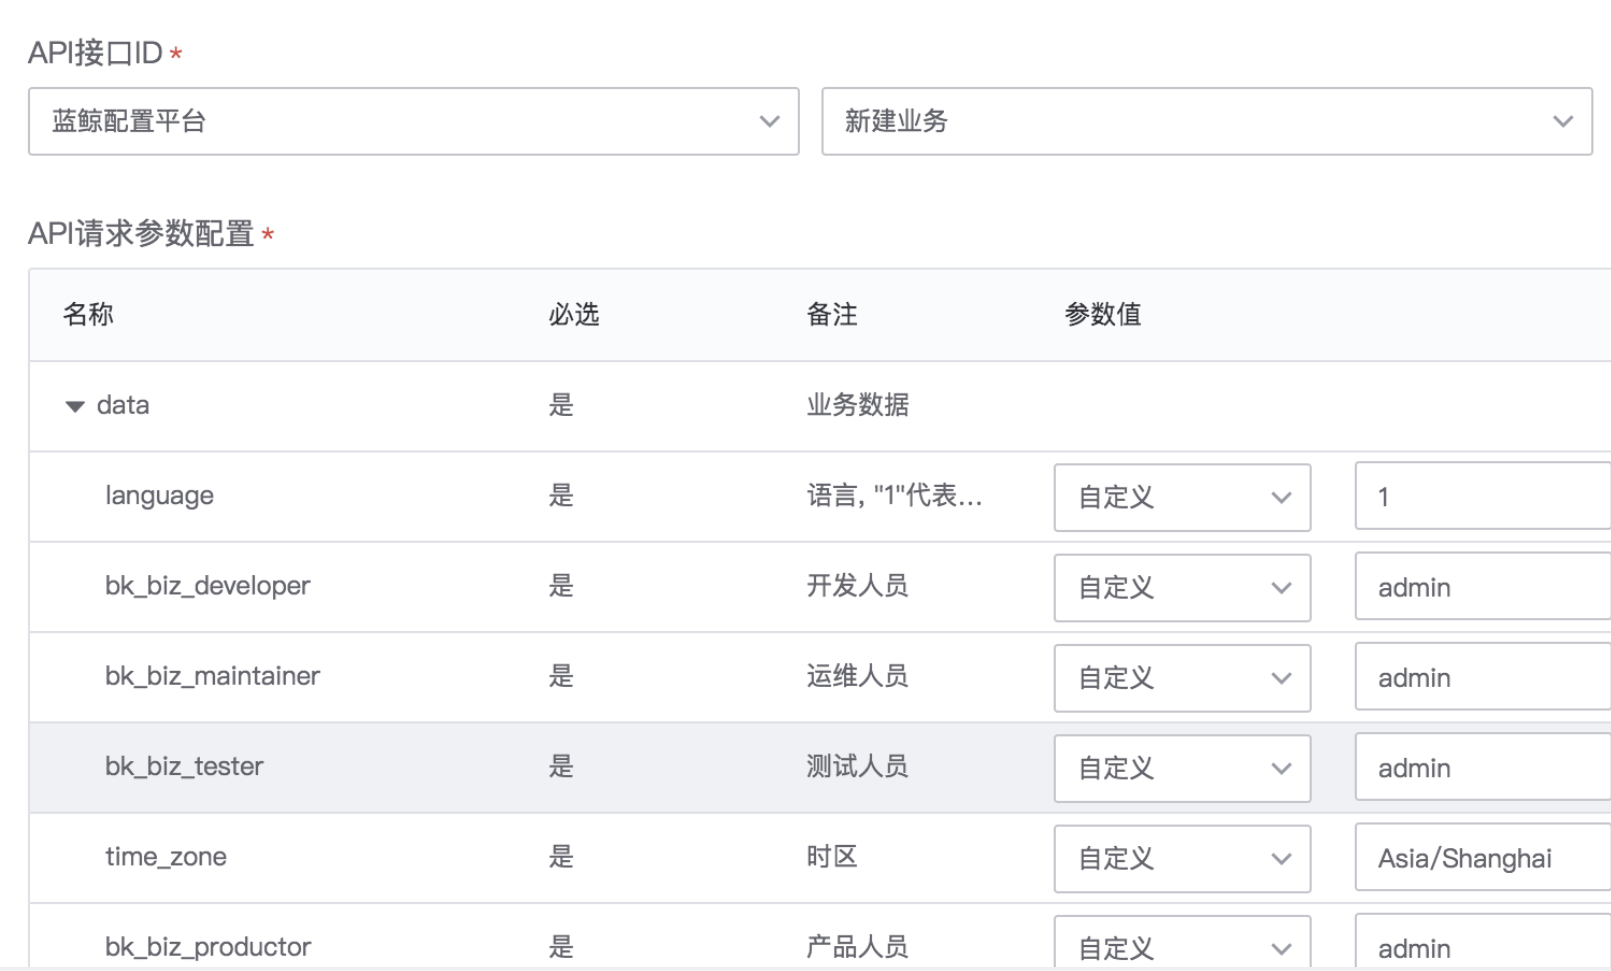 API接口ID *
蓝鲸配置平台 新建业务
API请求参数配置 *
名称 必选 备注 参数值
data 是 业务数据
language 是 语言, "1"代表... 自定义 1
bk_biz_developer 是 开发人员 自定义 admin
bk_biz_maintainer 是 运维人员 自定义 admin
bk_biz_tester 是 测试人员 自定义 admin
time_zone 是 时区 自定义 Asia/Shanghai
bk_biz_productor 是 产品人员 自定义 admin